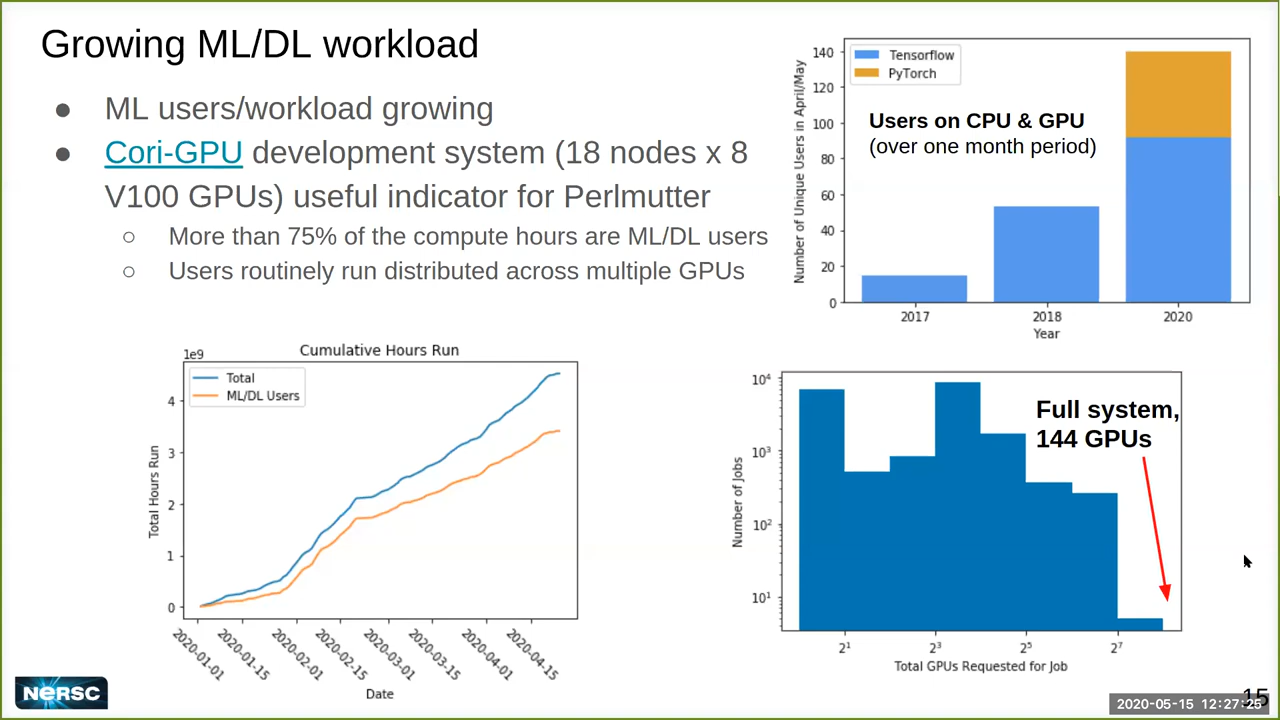 Growing ML/DL workload
● ML users/workload growing
● Cori-GPU development system (18 nodes x 8
V100 GPUs) useful indicator for Perlmutter
○ More than 75% of the compute hours are ML/DL users
○ Users routinely run distributed across multiple GPUs
Tensorflow
PyTorch
Users on CPU & GPU
(over one month period)
Number of Unique Users in April/May
140
120
100
80
60
40
20
0
2017 2018 2020
Year
Cumulative Hours Run
1e9
Total
ML/DL Users
Total Hours Run
4
3
2
1
0
2020-01-01 2020-01-15 2020-02-01 2020-02-15 2020-03-01 2020-03-15 2020-04-01 2020-04-15
Date
Full system,
144 GPUs
Number of Jobs
10⁴
10³
10²
10¹
2¹ 2³ 2⁵ 2⁷
Total GPUs Requested for Job
NERSC
15
2020-05-15 12:27:25